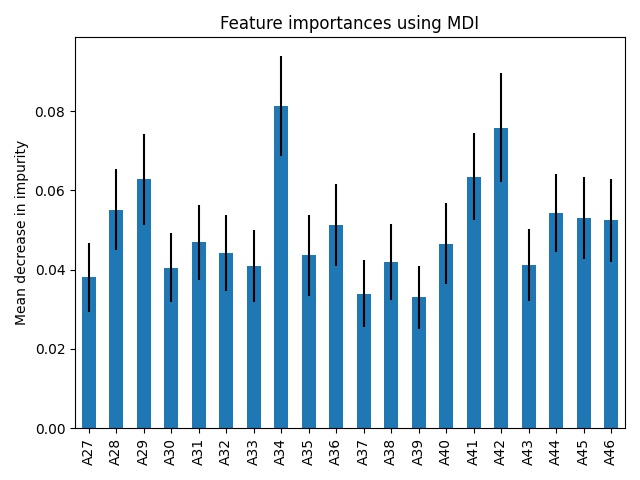 Feature importances using MDI
Mean decrease in impurity
0.08
0.06
0.04
0.02
0.00
A27
A28
A29
A30
A31
A32
A33
A34
A35
A36
A37
A38
A39
A40
A41
A42
A43
A44
A45
A46